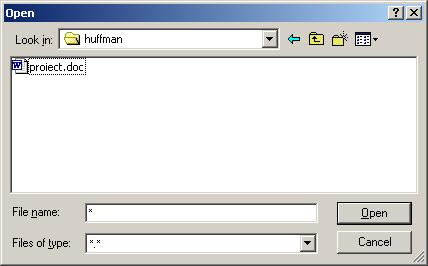 Open
Look in: huffman
proiect.doc
File name: *
Open
Files of type: *.*
Cancel